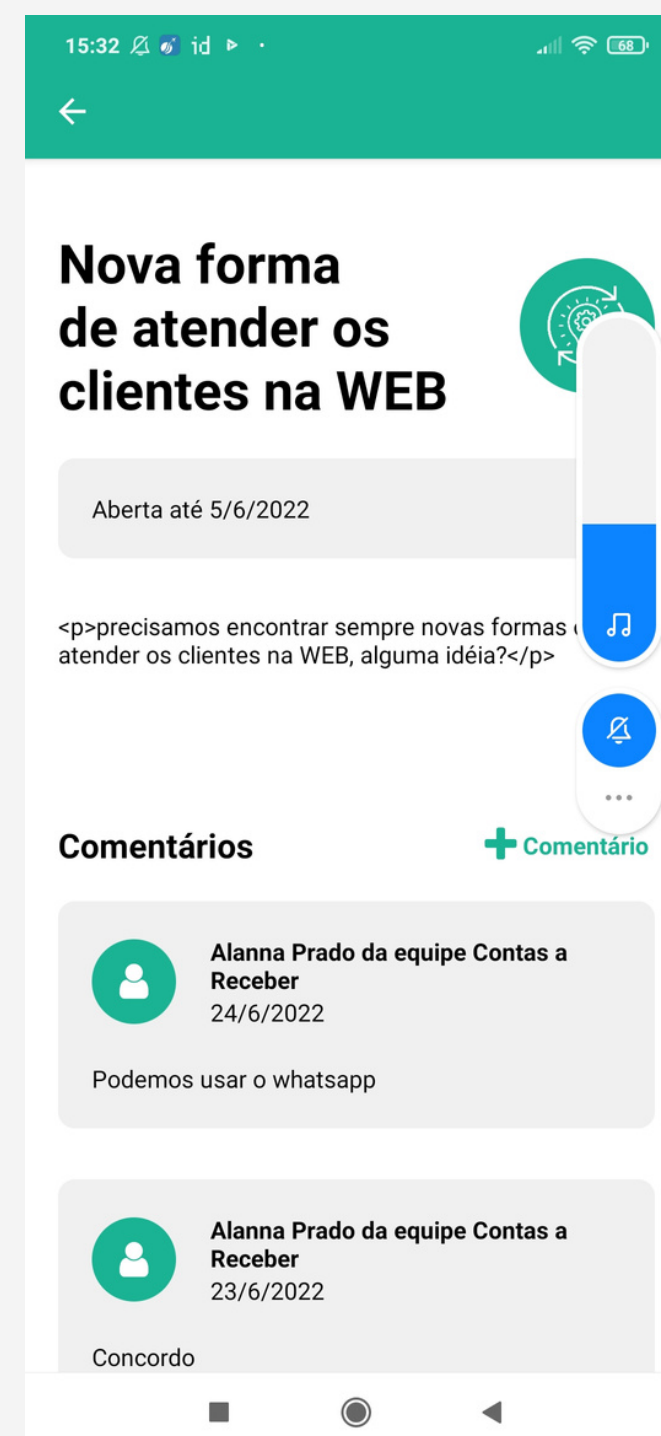 15:32 id
68
Nova forma
de atender os
clientes na WEB
Aberta até 5/6/2022
<p>precisamos encontrar sempre novas formas
atender os clientes na WEB, alguma idéia?</p>
Comentários
Comentário
Alanna Prado da equipe Contas a
Receber
24/6/2022
Podemos usar o whatsapp
Alanna Prado da equipe Contas a
Receber
23/6/2022
Concordo